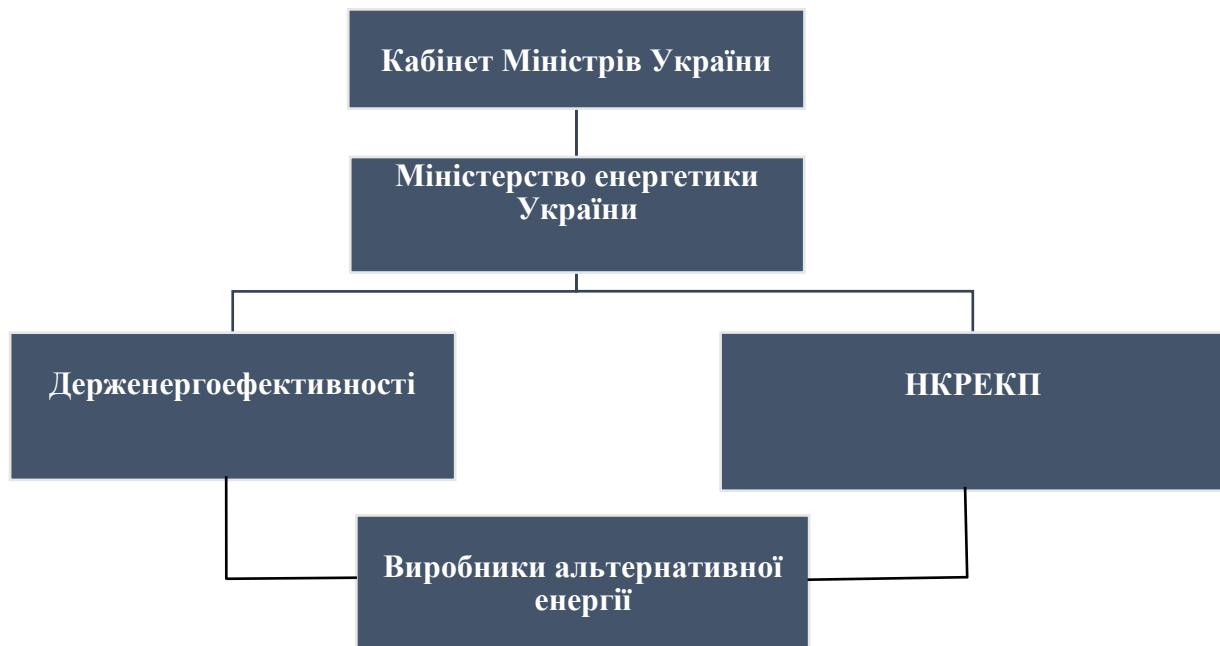 Кабінет Міністрів України
Міністерство енергетики
України
Держенергоефективності
НКРЕКП
Виробники альтернативної
енергії